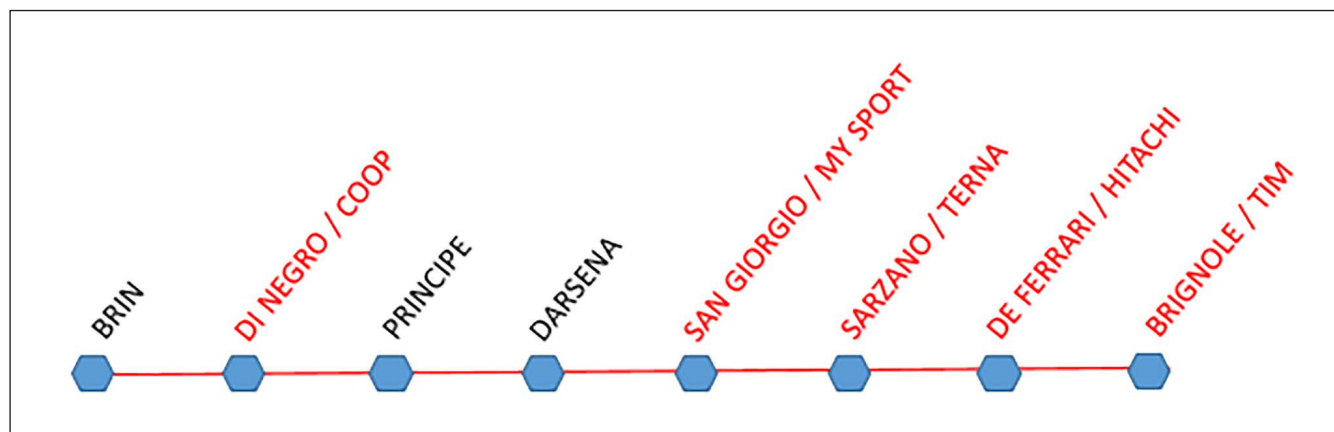 BRIN
DI NEGRO / COOP
PRINCIPE
DARSENA
SAN GIORGIO / MY SPORT
SARZANO / TERNA
DE FERRARI / HITACHI
BRIGNOLE / TIM